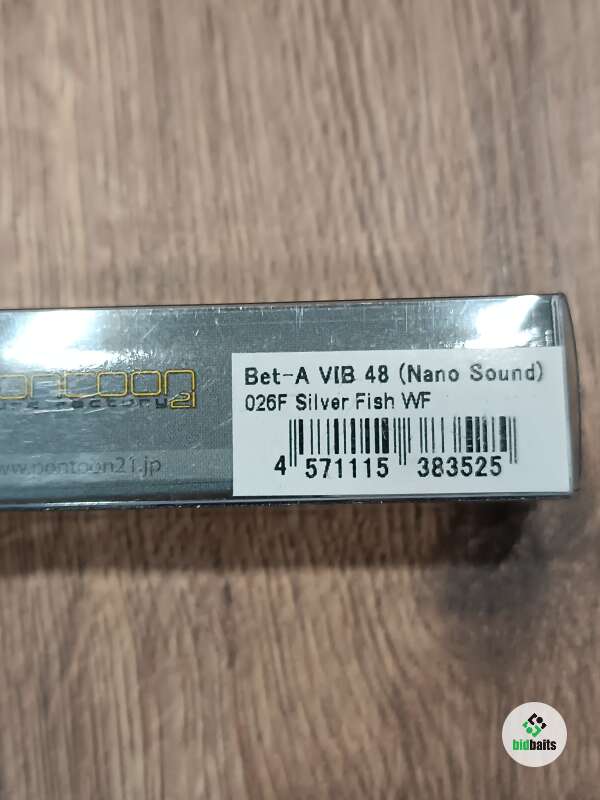 Bet-A VIB 48 (Nano Sound)
026F Silver Fish WF
4 571115 383525
www.pontoon21.jp
bidbaits